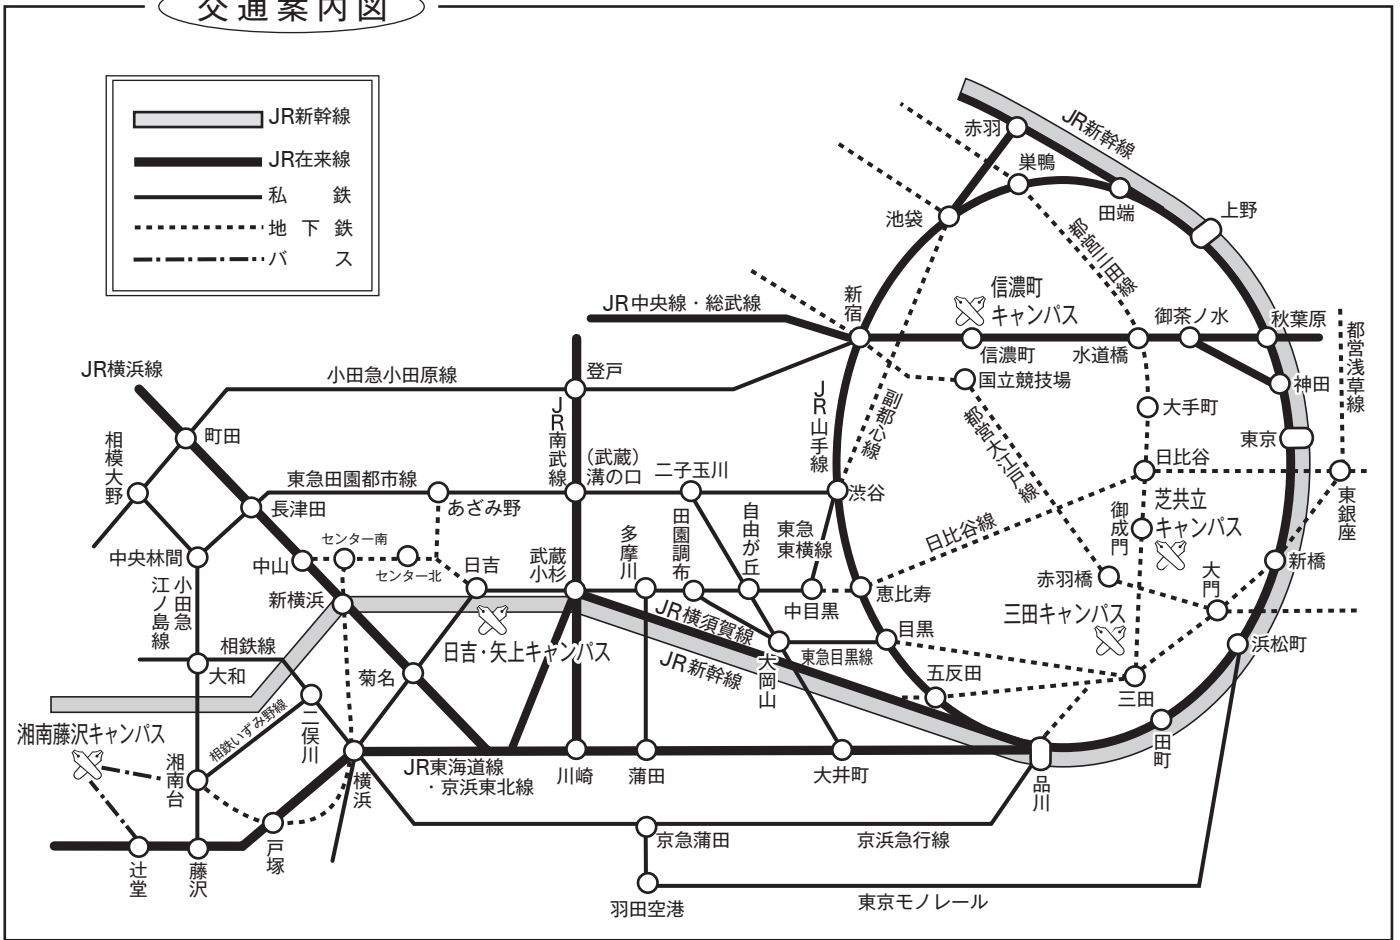 交通案内図
JR新幹線
JR在来線
私鉄
地下鉄
バス
JR新幹線
赤羽
巣鴨
田端
上野
池袋
都営三田線
新宿
信濃町
キャンパス
信濃町
水道橋
御茶ノ水
秋葉原
都営浅草線
神田
JR中央線・総武線
国立競技場
大手町
東京
JR横浜線
小田急小田原線
登戸
JR南武線
JR山手線
副都心線
都営大江戸線
町田
相模大野
東急田園都市線
あざみ野
(武蔵)
溝の口
二子玉川
渋谷
日比谷
東銀座
長津田
芝共立
キャンパス
御成門
日比谷線
中央林間
中山
センター南
センター北
日吉
武蔵
小杉
多摩川
田園調布
自由が丘
東急
東横線
中目黒
恵比寿
赤羽橋
大門
新橋
小田急
江ノ島線
新横浜
日吉・矢上キャンパス
JR横須賀線
JR新幹線
大岡山
東急目黒線
目黒
三田キャンパス
浜松町
相鉄線
大和
菊名
五反田
三田
田町
湘南藤沢キャンパス
相鉄いずみ野線
二俣川
湘南台
横浜
JR東海道線
・京浜東北線
川崎
蒲田
大井町
品川
戸塚
京急蒲田
京浜急行線
辻堂
藤沢
羽田空港
東京モノレール